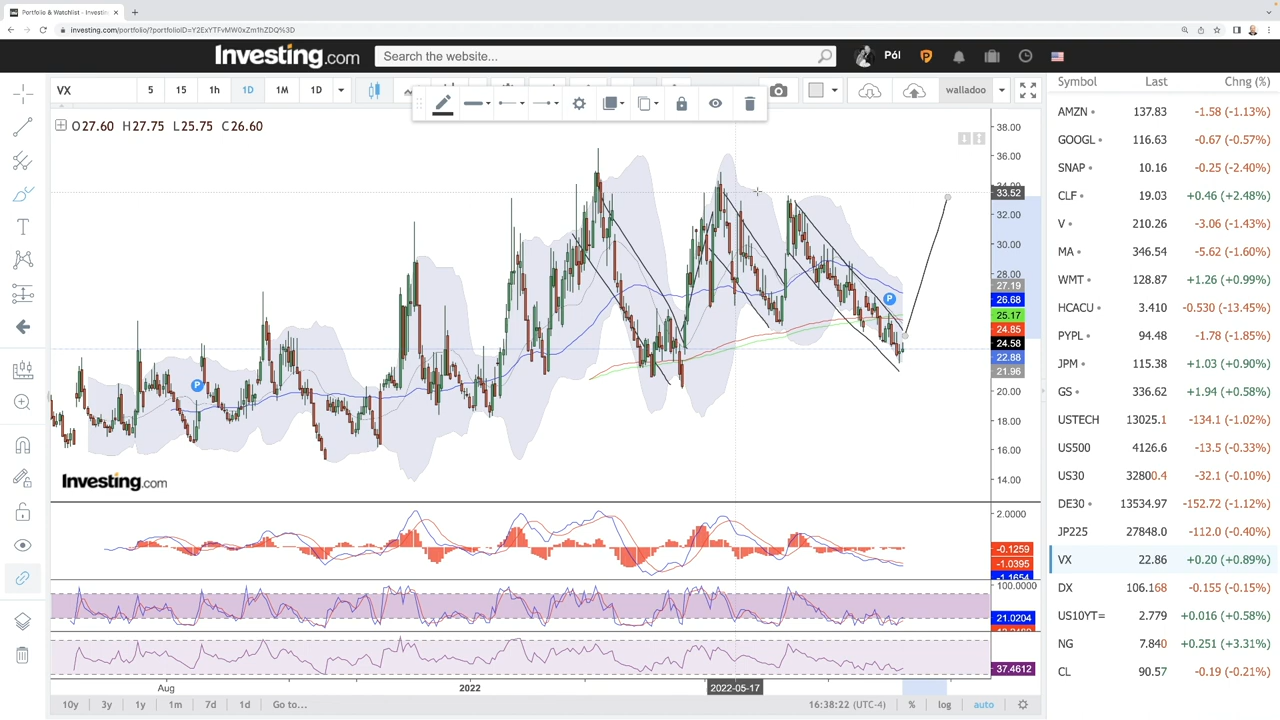 Portfolio & Watchlist - Investin
investing.com/portfolio/?portfolioID=Y2ExYTFvMW0xZm1hZDQ%3D
Investing.com Search the website... Pól
VX 5 15 1h 1D 1M 1D walladoo
O27.60 H27.75 L25.75 C26.60
38.00
36.00
34.00
33.52
32.00
30.00
28.00
27.19
26.68
25.17
24.85
24.58
22.88
21.96
20.00
18.00
16.00
14.00
P
P
Investing.com
2.0000
-0.1259
-1.0395
-1.1654
100.0000
21.0204
37.4612
Aug 2022 2022-05-17
10y 3y 1y 1m 7d 1d Go to... 16:38:22 (UTC-4) % log auto
Symbol Last Chng (%)
AMZN 137.83 -1.58 (-1.13%)
GOOGL 116.63 -0.67 (-0.57%)
SNAP 10.16 -0.25 (-2.40%)
CLF 19.03 +0.46 (+2.48%)
V 210.26 -3.06 (-1.43%)
MA 346.54 -5.62 (-1.60%)
WMT 128.87 +1.26 (+0.99%)
HCACU 3.410 -0.530 (-13.45%)
PYPL 94.48 -1.78 (-1.85%)
JPM 115.38 +1.03 (+0.90%)
GS 336.62 +1.94 (+0.58%)
USTECH 13025.1 -134.1 (-1.02%)
US500 4126.6 -13.5 (-0.33%)
US30 32800.4 -32.1 (-0.10%)
DE30 13534.97 -152.72 (-1.12%)
JP225 27848.0 -112.0 (-0.40%)
VX 22.86 +0.20 (+0.89%)
DX 106.168 -0.155 (-0.15%)
US10YT= 2.779 +0.016 (+0.58%)
NG 7.840 +0.251 (+3.31%)
CL 90.57 -0.19 (-0.21%)